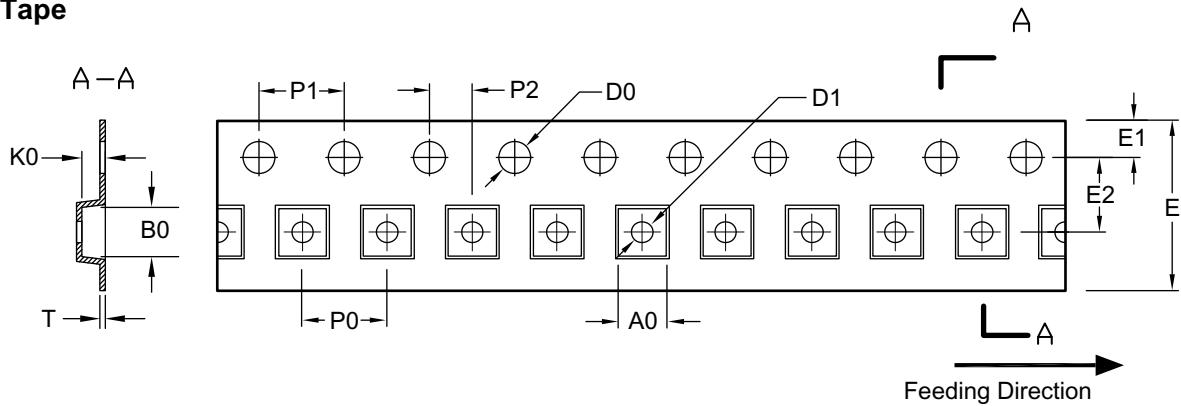 Tape
A
A-A
P1
P2
D0
D1
K0
E1
E2
B0
E
T
P0
A0
A
Feeding Direction